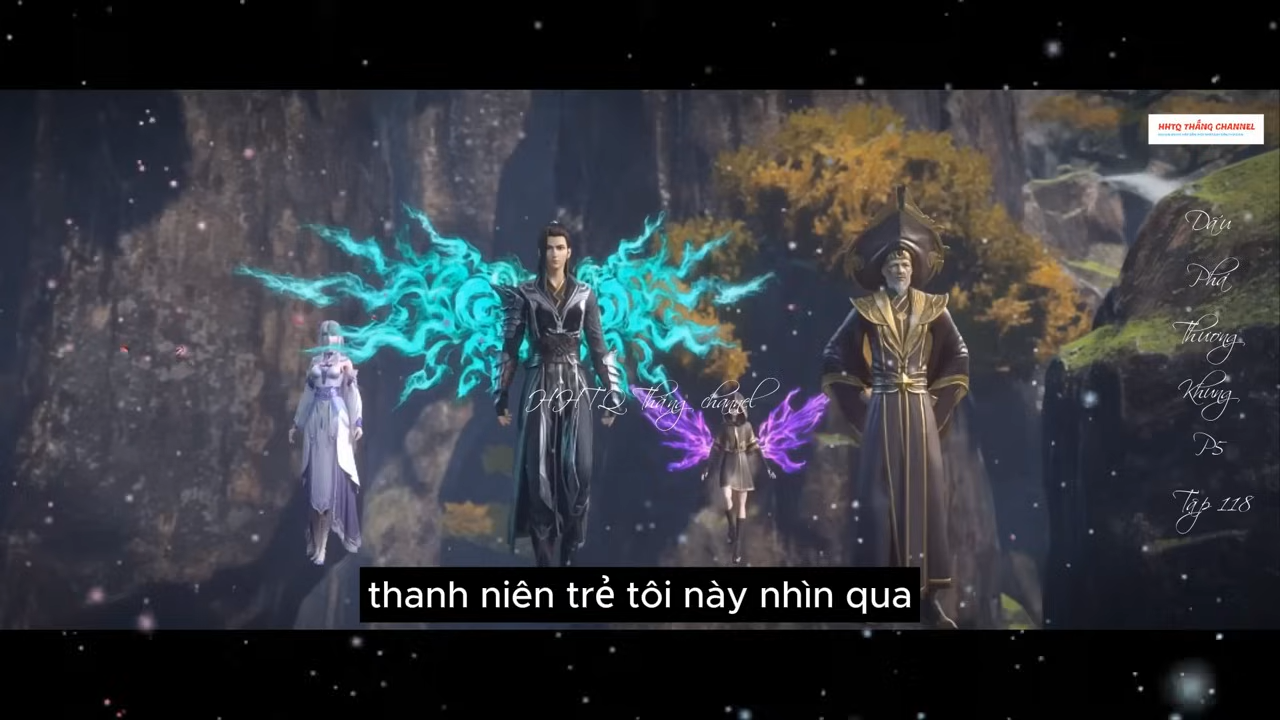 HHTQ THẮNG CHANNEL
Dấu
Phá
Thương
Khung
P5
Tập 118
HHTQ Thắng channel
thanh niên trẻ tôi này nhìn qua